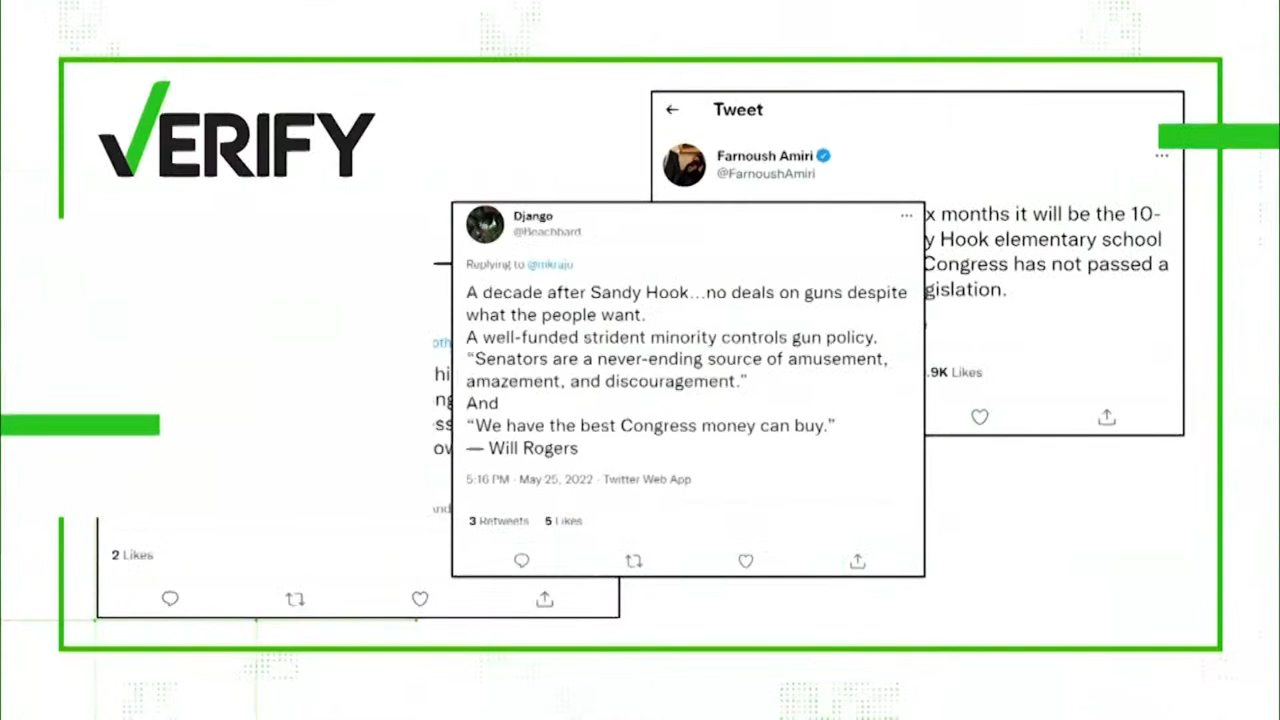 VERIFY
Tweet
Farnoush Amiri
@FarnoushAmiri
x months it will be the 10-
y Hook elementary school
Congress has not passed a
gislation.
.9K Likes
Django
@Beachbard
Replying to @mkraju
A decade after Sandy Hook...no deals on guns despite
what the people want.
A well-funded strident minority controls gun policy.
“Senators are a never-ending source of amusement,
amazement, and discouragement.”
And
“We have the best Congress money can buy.”
— Will Rogers
5:16 PM · May 25, 2022 · Twitter Web App
3 Retweets 5 Likes
2 Likes